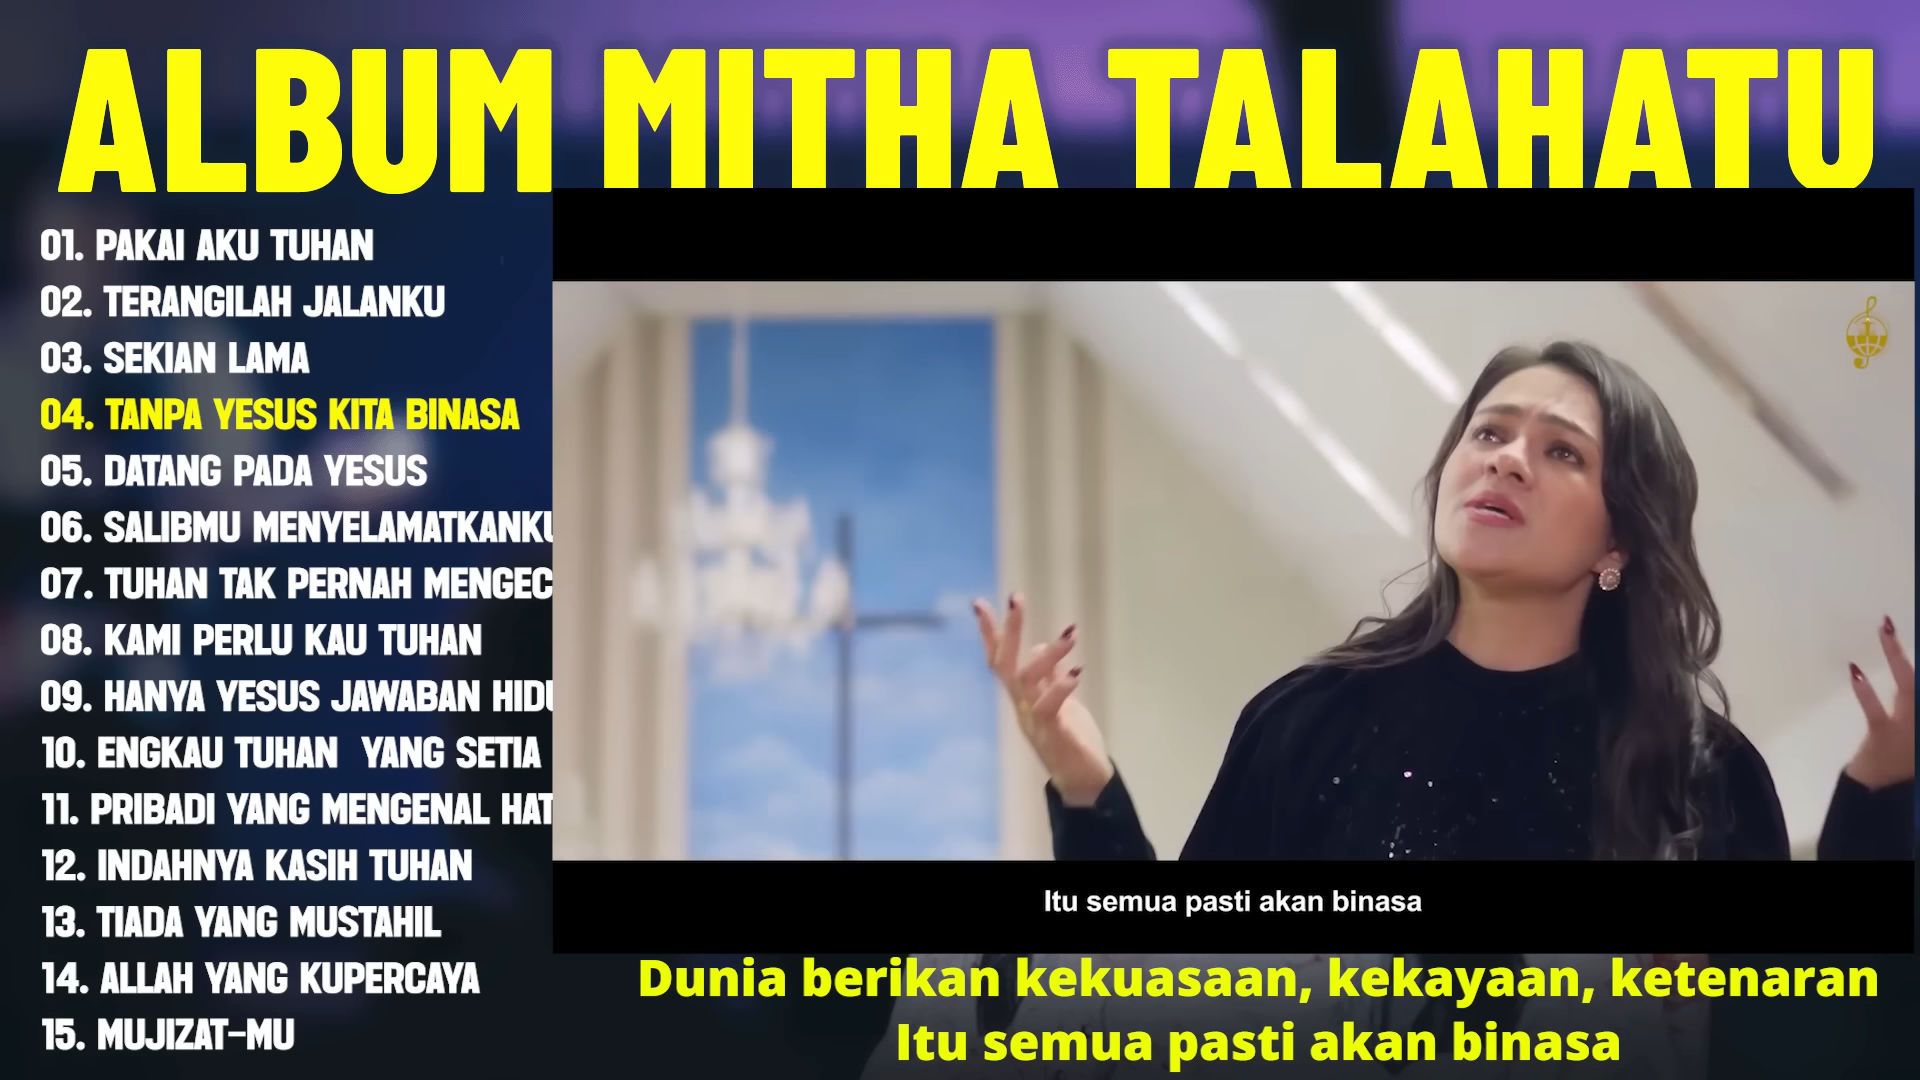 ALBUM MITHA TALAHATU
01. PAKAI AKU TUHAN
02. TERANGILAH JALANKU
03. SEKIAN LAMA
04. TANPA YESUS KITA BINASA
05. DATANG PADA YESUS
06. SALIBMU MENYELAMATKANKU
07. TUHAN TAK PERNAH MENGEC
08. KAMI PERLU KAU TUHAN
09. HANYA YESUS JAWABAN HIDU
10. ENGKAU TUHAN YANG SETIA
11. PRIBADI YANG MENGENAL HAT
12. INDAHNYA KASIH TUHAN
13. TIADA YANG MUSTAHIL
14. ALLAH YANG KUPERCAYA
15. MUJIZAT-MU
Itu semua pasti akan binasa
Dunia berikan kekuasaan, kekayaan, ketenaran
Itu semua pasti akan binasa